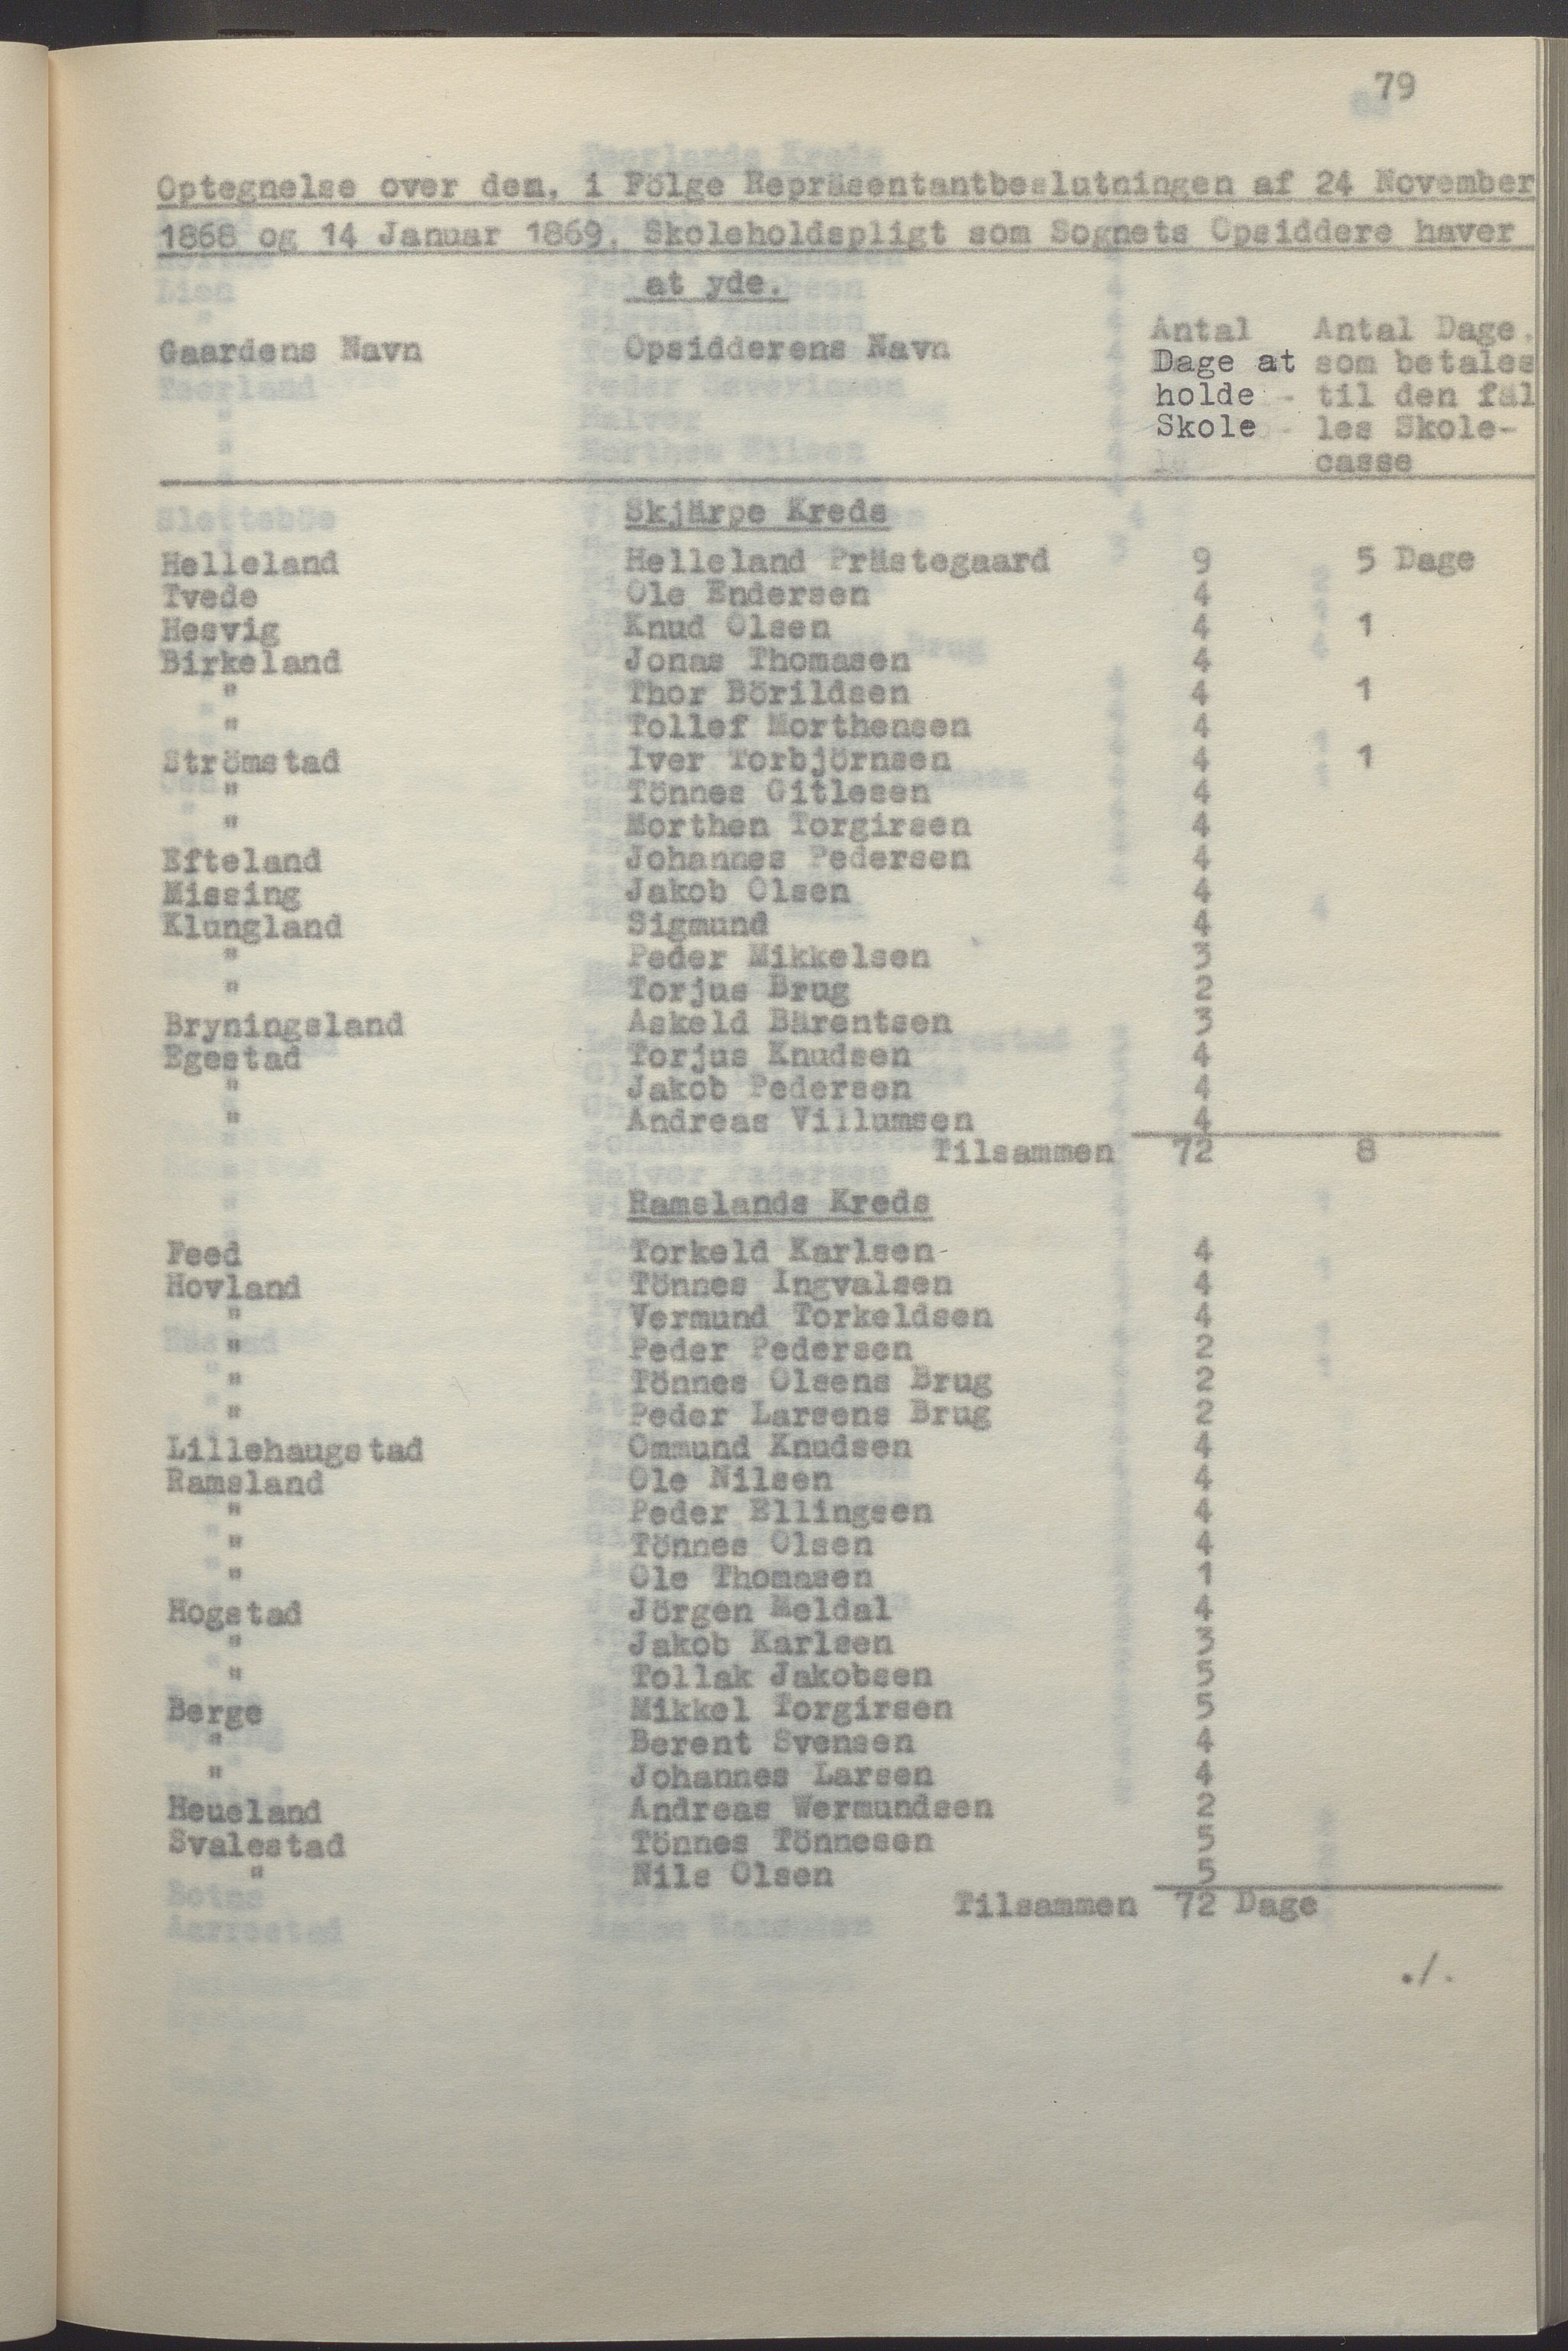 79
Optegnelse over den, i Fölge Repräsentantbeslutningen af 24 November
1868 og 14 Januar 1869, Skoleholdspligt som Sognets Opsiddere haver
at yde.
Gaardens Navn Opsidderens Navn Antal Dage at holde - Skole Antal Dage, som betales til den fäl les Skole- casse
Skjärpe Kreds
Helleland Helleland Prästegaard 9 5 Dage
Tvede Ole Endersen 4
Hesvig Knud Olsen 4 1
Birkeland Jonas Thomasen 4
" Thor Börildsen 4 1
" Tollef Morthensen 4
Strömstad Iver Torbjörnsen 4 1
" Tönnes Gitlesen 4
" Morthen Torgirsen 4
Efteland Johannes Pedersen 4
Missing Jakob Olsen 4
Klungland Sigmund 4
" Peder Mikkelsen 3
" Torjus Brug 2
Bryningsland Askeld Bärentsen 3
Egestad Torjus Knudsen 4
" Jakob Pedersen 4
" Andreas Villumsen 4
Tilsammen 72 8
Ramslands Kreds
Feed Torkeld Karlsen 4
Hovland Tönnes Ingvalsen 4
" Vermund Torkeldsen 4
" Peder Pedersen 2
" Tönnes Olsens Brug 2
" Peder Larsens Brug 2
Lillehaugstad Ommund Knudsen 4
Ramsland Ole Nilsen 4
" Peder Ellingsen 4
" Tönnes Olsen 4
" Ole Thomasen 1
Hogstad Jörgen Meldal 4
" Jakob Karlsen 3
" Tollak Jakobsen 5
Berge Mikkel Torgirsen 5
" Berent Svensen 4
" Johannes Larsen 4
Heueland Andreas Wermundsen 2
Svalestad Tönnes Tönnesen 5
" Nils Olsen 5
Tilsammen 72 Dage
./.